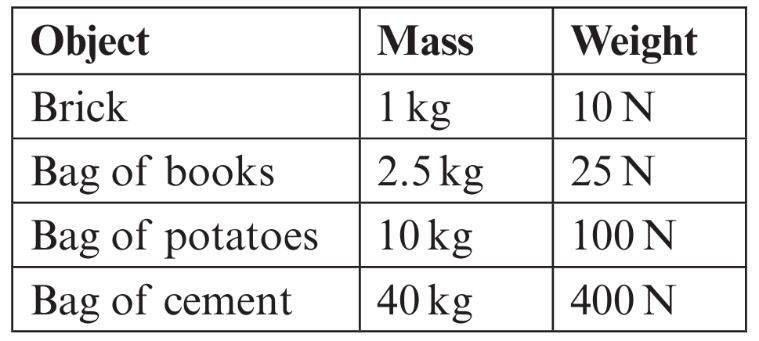 Object Mass Weight
Brick 1 kg 10 N
Bag of books 2.5 kg 25 N
Bag of potatoes 10 kg 100 N
Bag of cement 40 kg 400 N